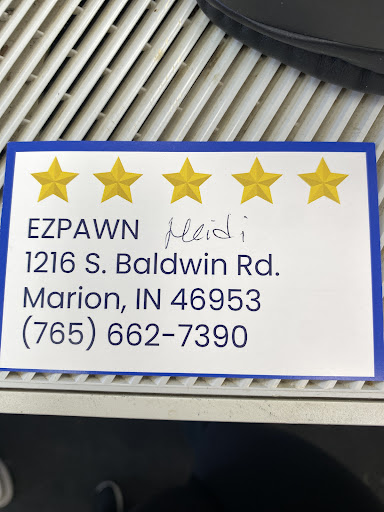 EZPAWN Heidi
1216 S. Baldwin Rd.
Marion, IN 46953
(765) 662-7390